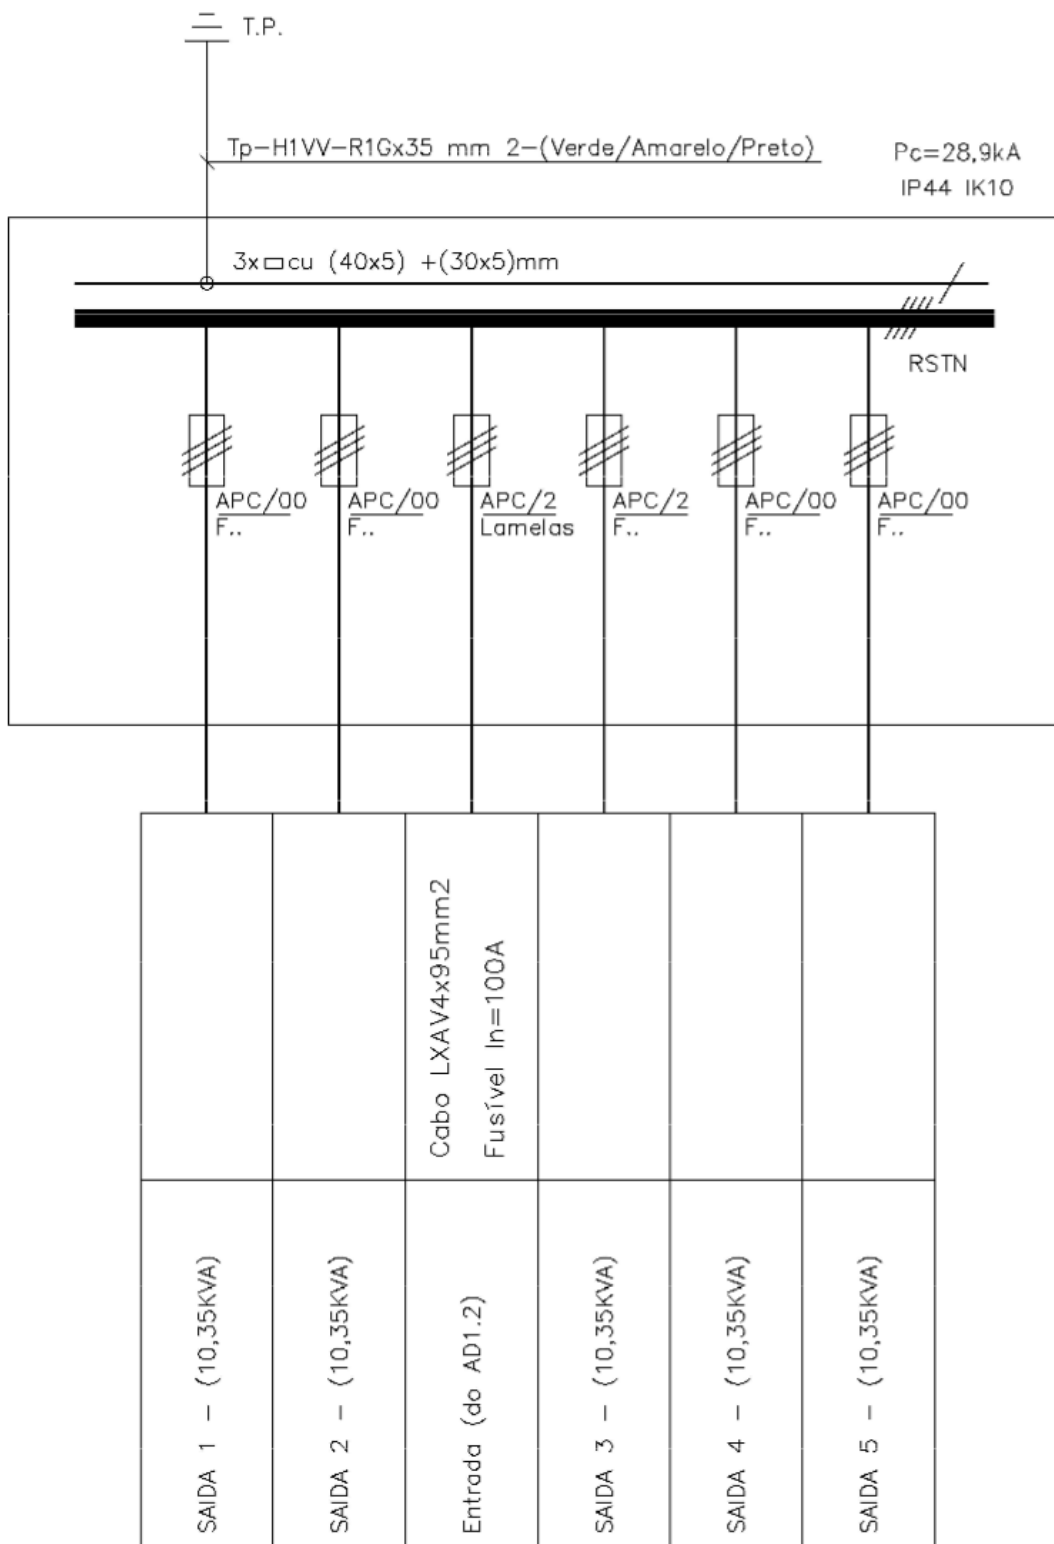 T.P.
Tp-H1VV-R1Gx35 mm 2-(Verde/Amarelo/Preto)
Pc=28,9kA
IP44 IK10
3x▭cu (40x5) +(30x5)mm
RSTN
APC/00
F..
APC/00
F..
APC/2
Lamelas
APC/2
F..
APC/00
F..
APC/00
F..
Cabo LXAV4x95mm2
Fusível In=100A
SAIDA 1 - (10,35KVA)
SAIDA 2 - (10,35KVA)
Entrada (do AD1.2)
SAIDA 3 - (10,35KVA)
SAIDA 4 - (10,35KVA)
SAIDA 5 - (10,35KVA)